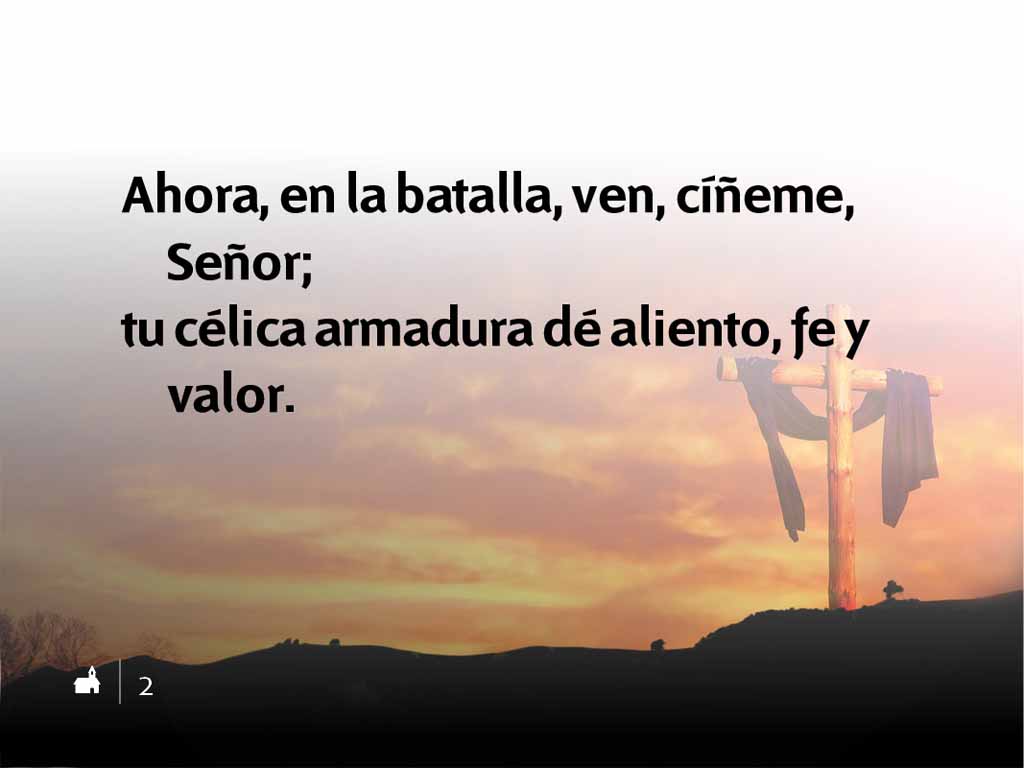 Ahora, en la batalla, ven, cíñeme,
Señor;
tu célica armadura dé aliento, fe y
valor.
2